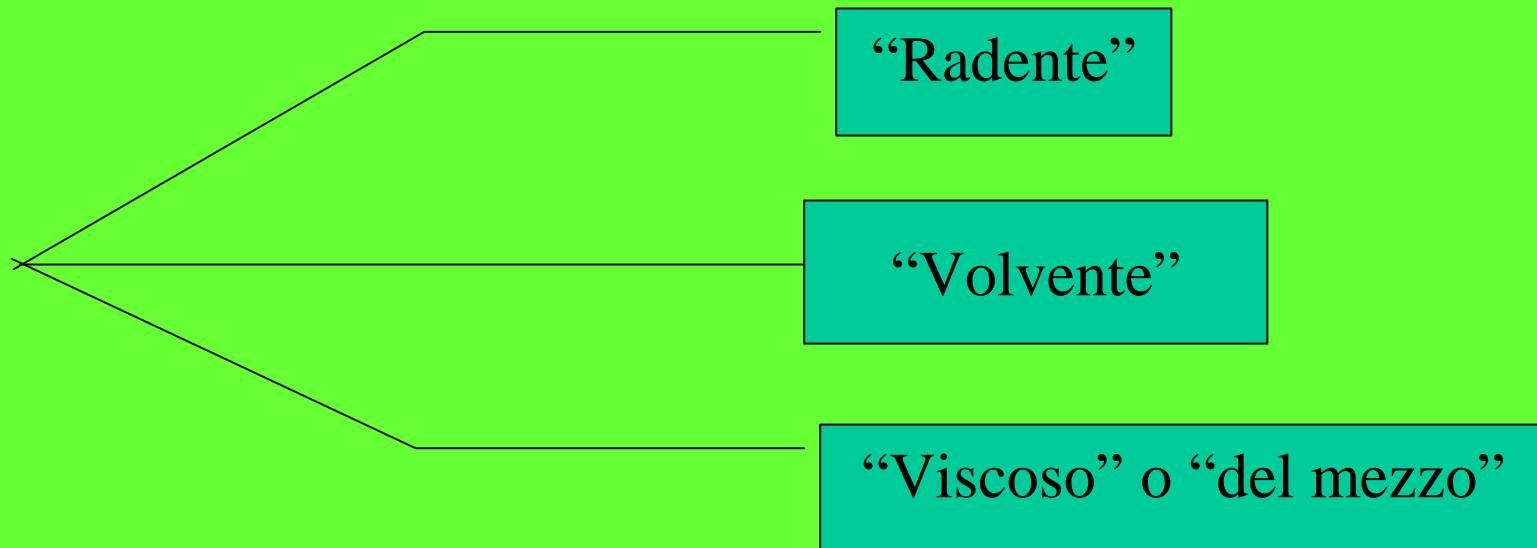 “Radente”
“Volvente”
“Viscoso” o “del mezzo”